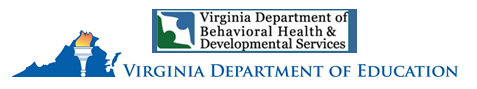 Virginia Department of
Behavioral Health &
Developmental Services
VIRGINIA DEPARTMENT OF EDUCATION